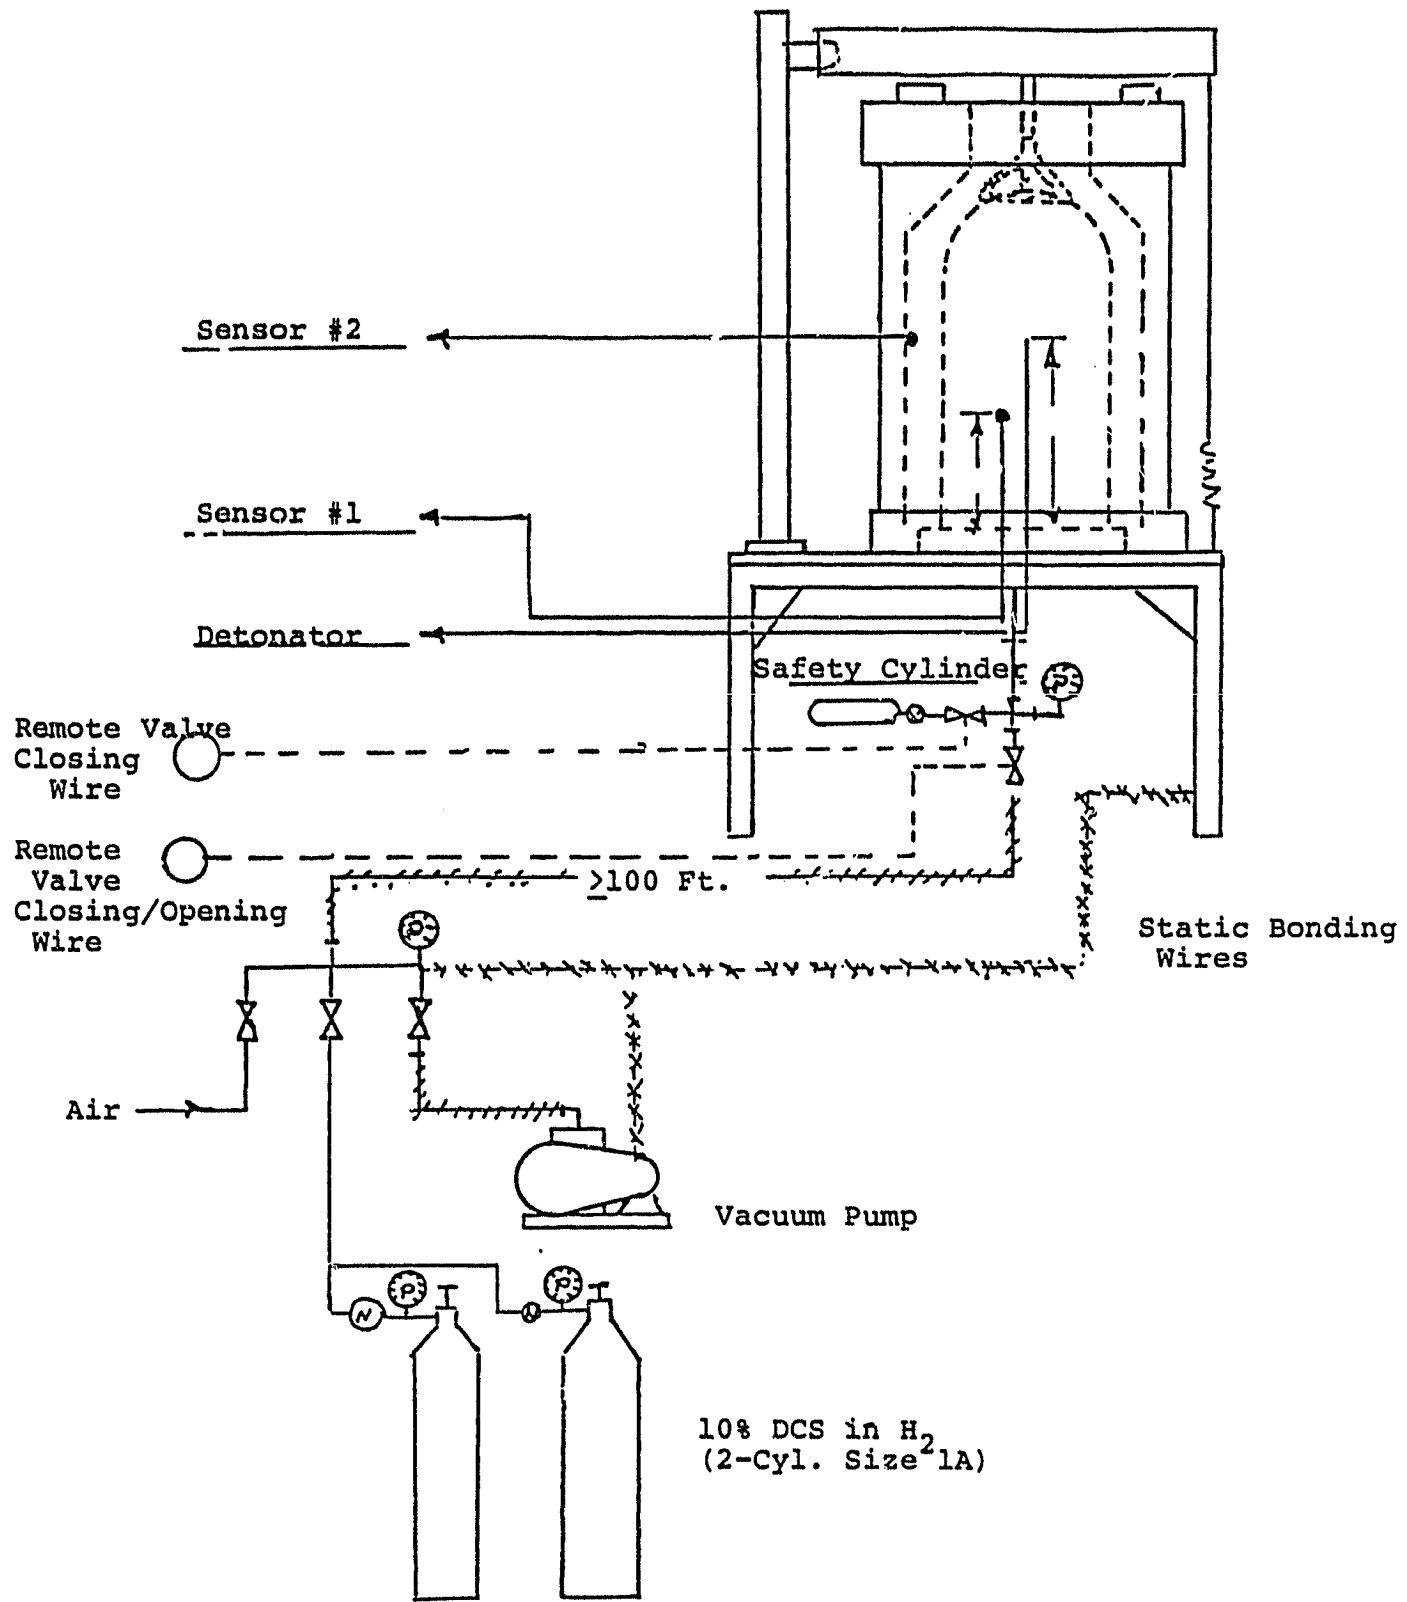 Sensor #2
Sensor #1
Detonator
Safety Cylinder
P
Remote Valve
Closing
Wire
Remote
Valve
Closing/Opening
Wire
>100 Ft.
Static Bonding
Wires
P
Air
Vacuum Pump
P
P
N
10% DCS in H2
(2-Cyl. Size 1A)